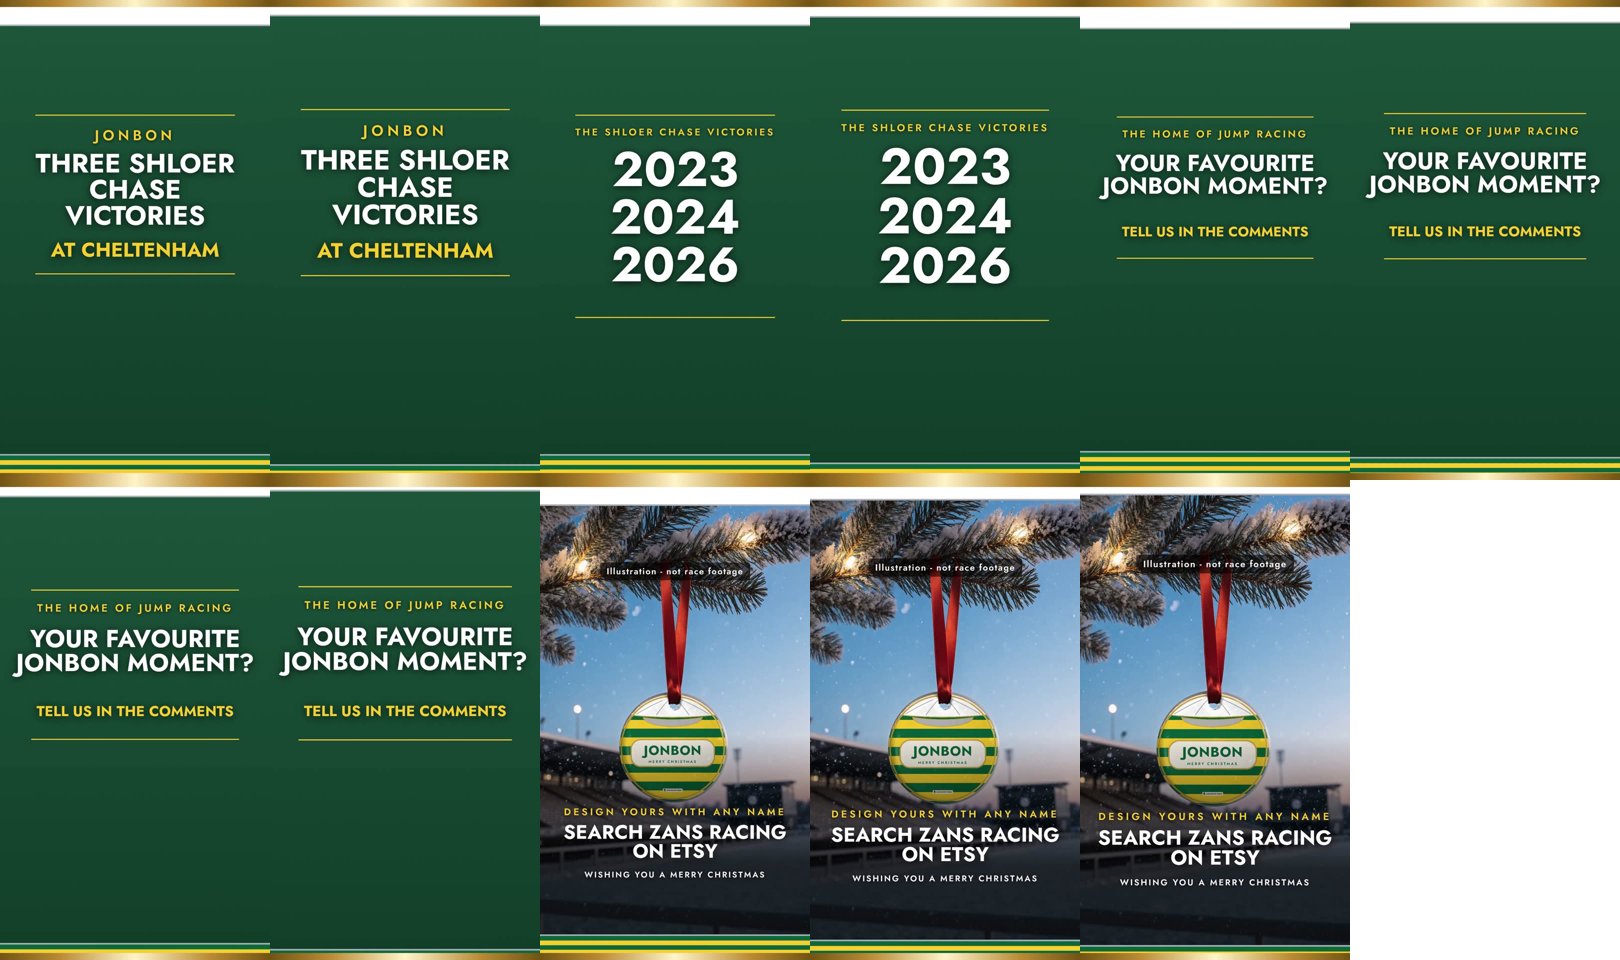 JONBON
THREE SHLOER
CHASE
VICTORIES
AT CHELTENHAM
JONBON
THREE SHLOER
CHASE
VICTORIES
AT CHELTENHAM
THE SHLOER CHASE VICTORIES
2023
2024
2026
THE SHLOER CHASE VICTORIES
2023
2024
2026
THE HOME OF JUMP RACING
YOUR FAVOURITE
JONBON MOMENT?
TELL US IN THE COMMENTS
THE HOME OF JUMP RACING
YOUR FAVOURITE
JONBON MOMENT?
TELL US IN THE COMMENTS
THE HOME OF JUMP RACING
YOUR FAVOURITE
JONBON MOMENT?
TELL US IN THE COMMENTS
THE HOME OF JUMP RACING
YOUR FAVOURITE
JONBON MOMENT?
TELL US IN THE COMMENTS
Illustration - not race footage
JONBON
MERRY CHRISTMAS
DESIGN YOURS WITH ANY NAME
SEARCH ZANS RACING
ON ETSY
WISHING YOU A MERRY CHRISTMAS
Illustration - not race footage
JONBON
MERRY CHRISTMAS
DESIGN YOURS WITH ANY NAME
SEARCH ZANS RACING
ON ETSY
WISHING YOU A MERRY CHRISTMAS
Illustration - not race footage
JONBON
MERRY CHRISTMAS
DESIGN YOURS WITH ANY NAME
SEARCH ZANS RACING
ON ETSY
WISHING YOU A MERRY CHRISTMAS